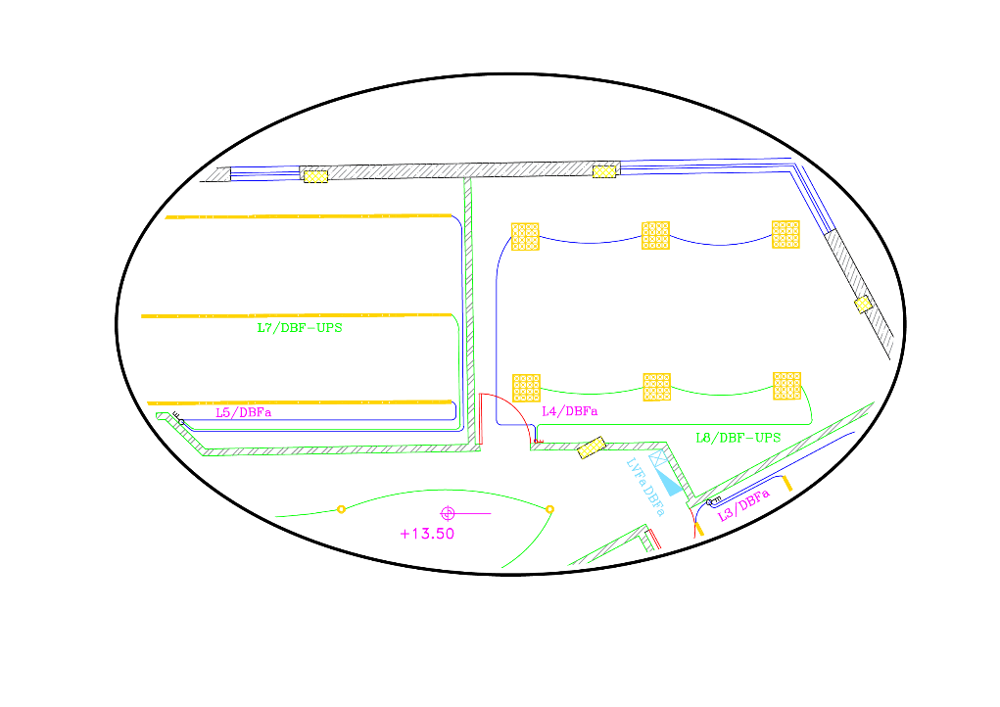 L7/DBF-UPS
L5/DBFa
L4/DBFa
L8/DBF-UPS
LVFa DBFa
L3/DBFa
+13.50